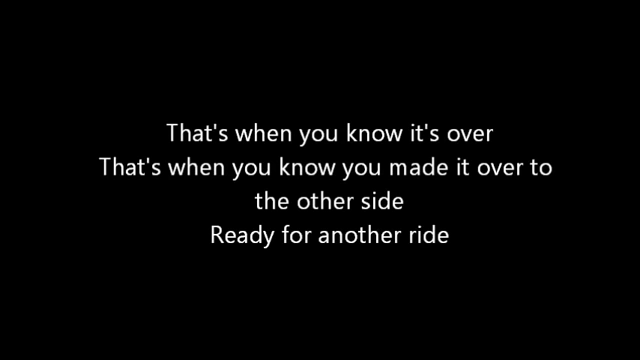 That's when you know it's over
That's when you know you made it over to
the other side
Ready for another ride